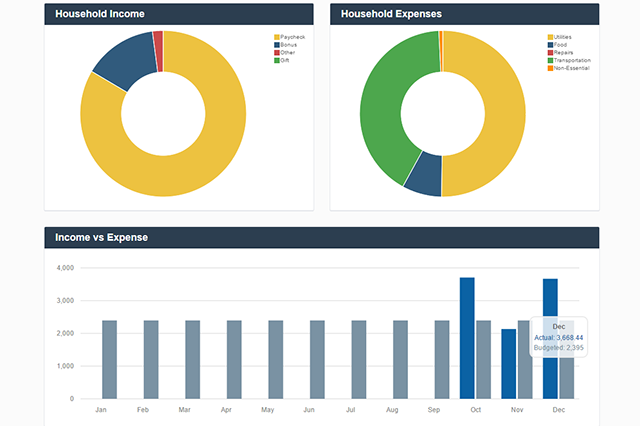 Household Income
Paycheck
Bonus
Other
Gift
Household Expenses
Utilities
Food
Repairs
Transportation
Non-Essential
Income vs Expense
4,000
3,000
2,000
1,000
0
Jan Feb Mar Apr May Jun Jul Aug Sep Oct Nov Dec
Dec
Actual: 3,668.44
Budgeted: 2,395